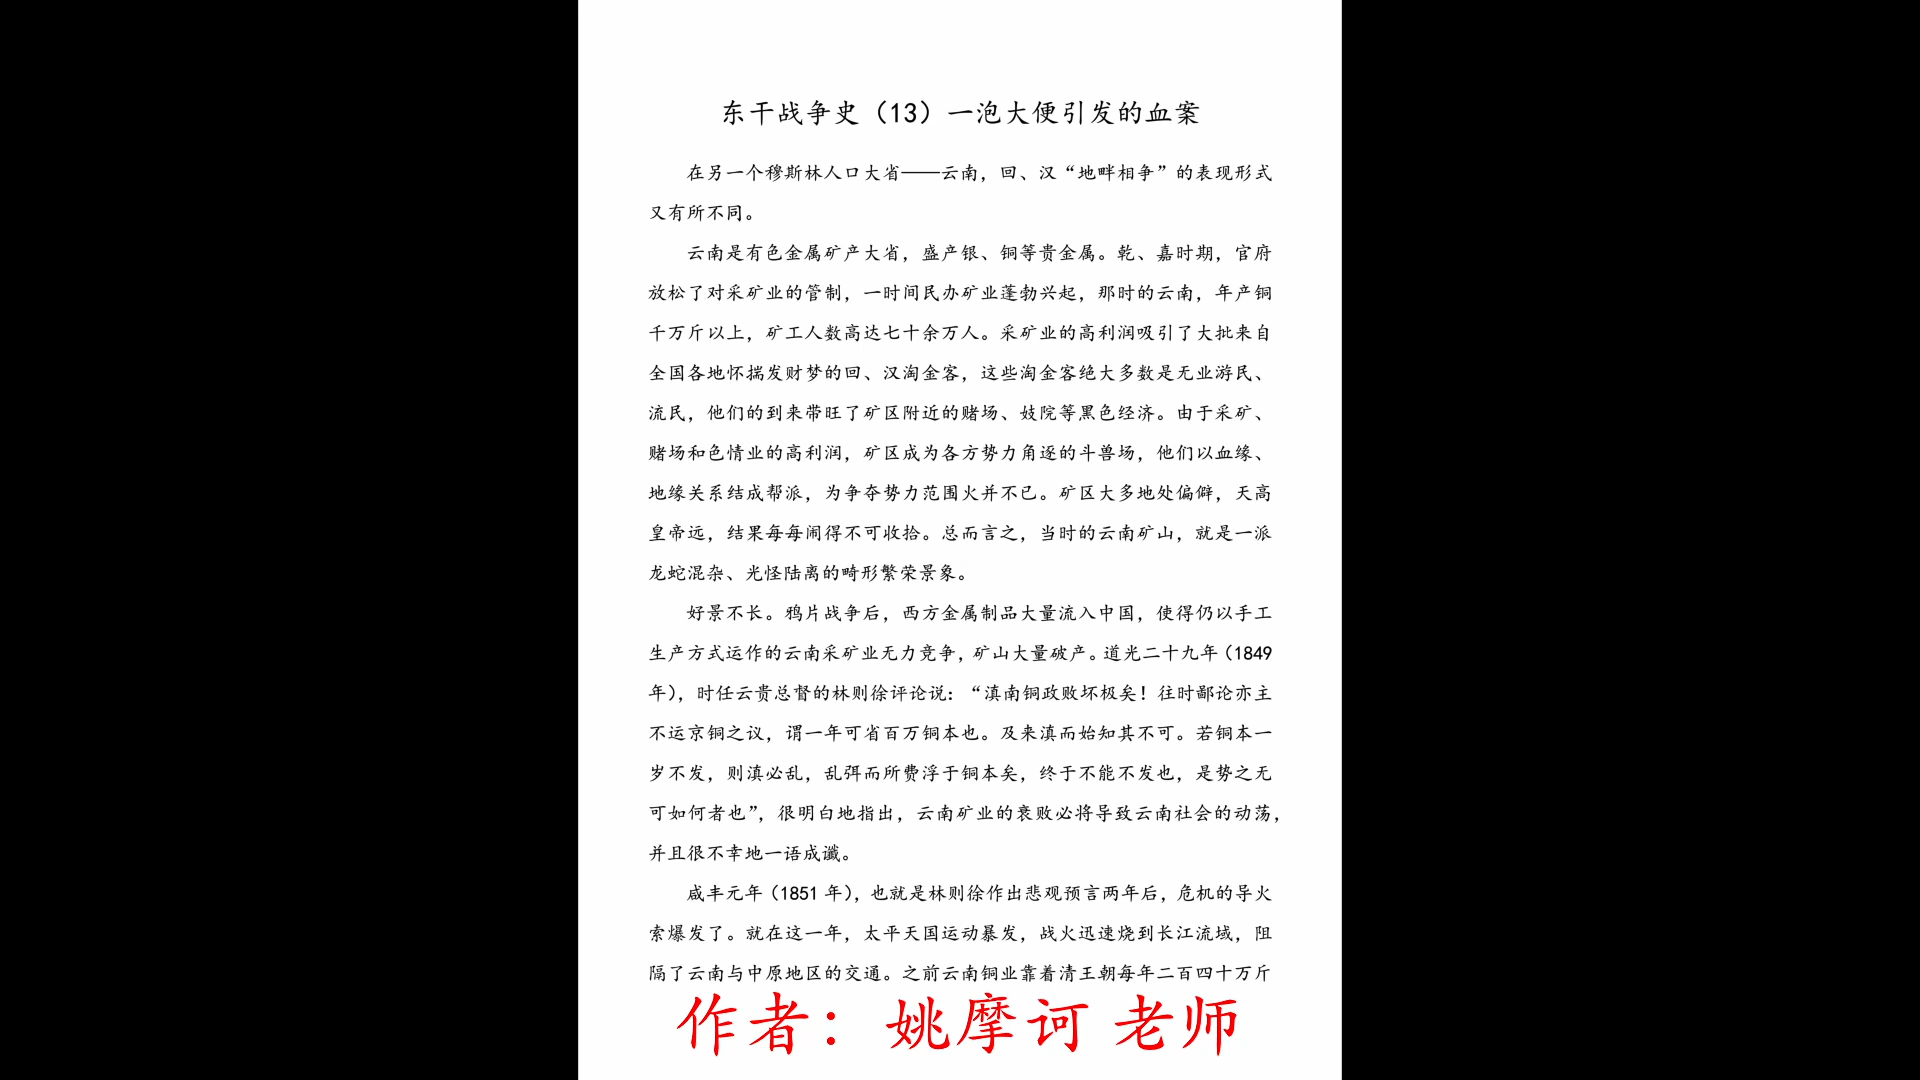 东干战争史（13）一泡大便引发的血案
在另一个穆斯林人口大省——云南，回、汉“地畔相争”的表现形式
又有所不同。
云南是有色金属矿产大省，盛产银、铜等贵金属。乾、嘉时期，官府
放松了对采矿业的管制，一时间民办矿业蓬勃兴起，那时的云南，年产铜
千万斤以上，矿工人数高达七十余万人。采矿业的高利润吸引了大批来自
全国各地怀揣发财梦的回、汉淘金客，这些淘金客绝大多数是无业游民、
流民，他们的到来带旺了矿区附近的赌场、妓院等黑色经济。由于采矿、
赌场和色情业的高利润，矿区成为各方势力角逐的斗兽场，他们以血缘、
地缘关系结成帮派，为争夺势力范围火并不已。矿区大多地处偏僻，天高
皇帝远，结果每每闹得不可收拾。总而言之，当时的云南矿山，就是一派
龙蛇混杂、光怪陆离的畸形繁荣景象。
好景不长。鸦片战争后，西方金属制品大量流入中国，使得仍以手工
生产方式运作的云南采矿业无力竞争，矿山大量破产。道光二十九年（1849
年），时任云贵总督的林则徐评论说：“滇南铜政败坏极矣！往时鄙论亦主
不运京铜之议，谓一年可省百万铜本也。及来滇而始知其不可。若铜本一
岁不发，则滇必乱，乱弭而所费浮于铜本矣，终于不能不发也，是势之无
可如何者也”，很明白地指出，云南矿业的衰败必将导致云南社会的动荡，
并且很不幸地一语成谶。
咸丰元年（1851 年），也就是林则徐作出悲观预言两年后，危机的导火
索爆发了。就在这一年，太平天国运动暴发，战火迅速烧到长江流域，阻
隔了云南与中原地区的交通。之前云南铜业靠着清王朝每年二百四十万斤
作者：姚摩诃 老师